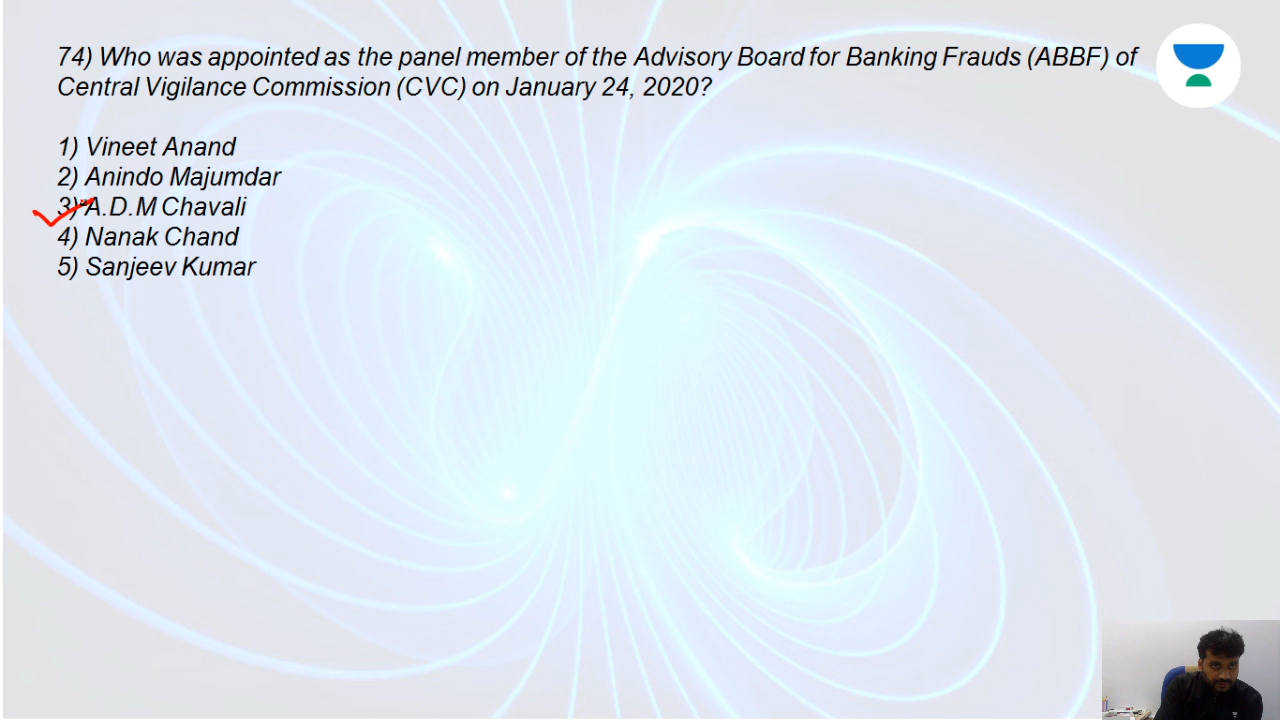 74) Who was appointed as the panel member of the Advisory Board for Banking Frauds (ABBF) of
Central Vigilance Commission (CVC) on January 24, 2020?
1) Vineet Anand
2) Anindo Majumdar
3) A.D.M Chavali
4) Nanak Chand
5) Sanjeev Kumar